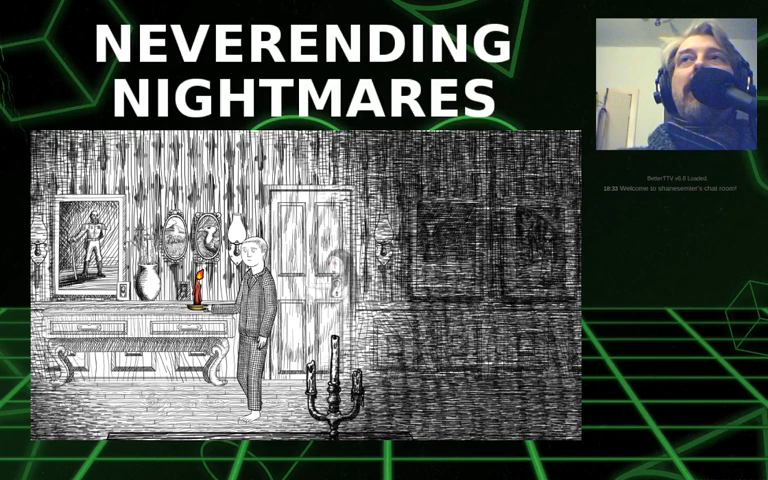 NEVERENDING
NIGHTMARES
BetterTTV v6.8 Loaded.
18:33 Welcome to shanesemler's chat room!